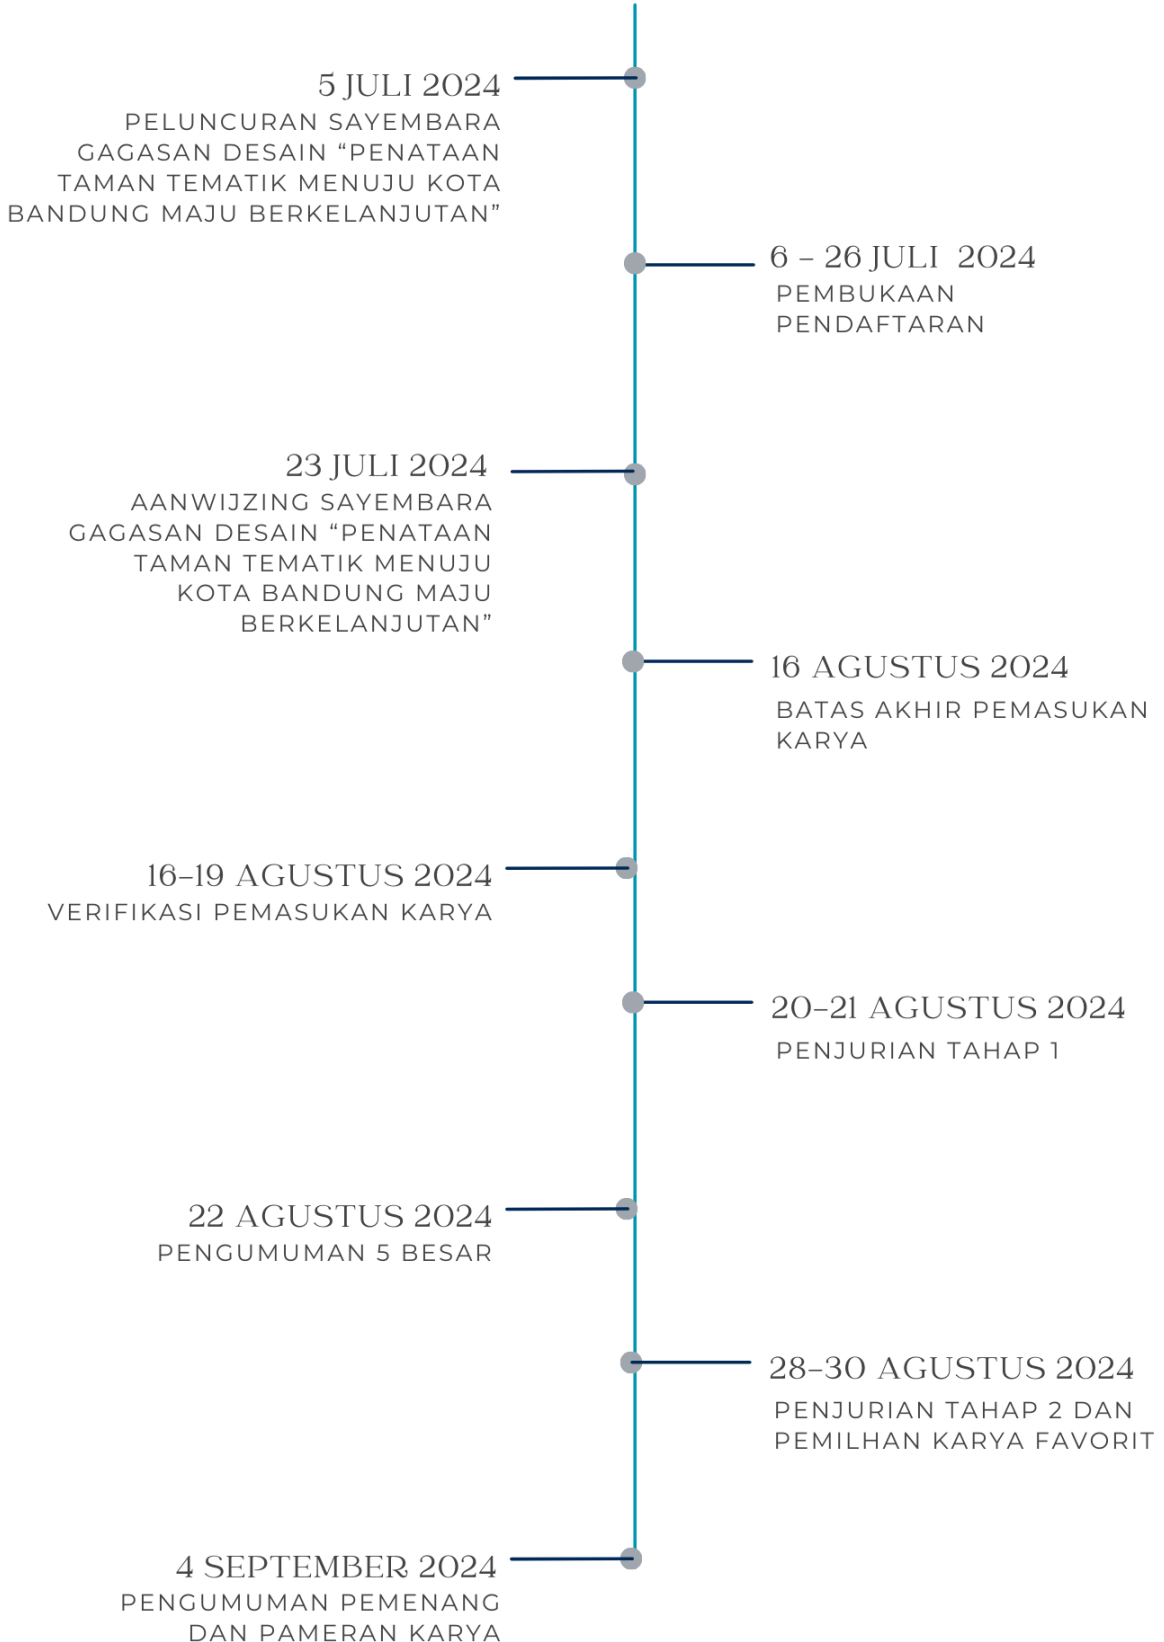 5 JULI 2024
PELUNCURAN SAYEMBARA
GAGASAN DESAIN “PENATAAN
TAMAN TEMATIK MENUJU KOTA
BANDUNG MAJU BERKELANJUTAN”
6 – 26 JULI 2024
PEMBUKAAN
PENDAFTARAN
23 JULI 2024
AANWIJZING SAYEMBARA
GAGASAN DESAIN “PENATAAN
TAMAN TEMATIK MENUJU
KOTA BANDUNG MAJU
BERKELANJUTAN”
16 AGUSTUS 2024
BATAS AKHIR PEMASUKAN
KARYA
16–19 AGUSTUS 2024
VERIFIKASI PEMASUKAN KARYA
20–21 AGUSTUS 2024
PENJURIAN TAHAP 1
22 AGUSTUS 2024
PENGUMUMAN 5 BESAR
28–30 AGUSTUS 2024
PENJURIAN TAHAP 2 DAN
PEMILHAN KARYA FAVORIT
4 SEPTEMBER 2024
PENGUMUMAN PEMENANG
DAN PAMERAN KARYA